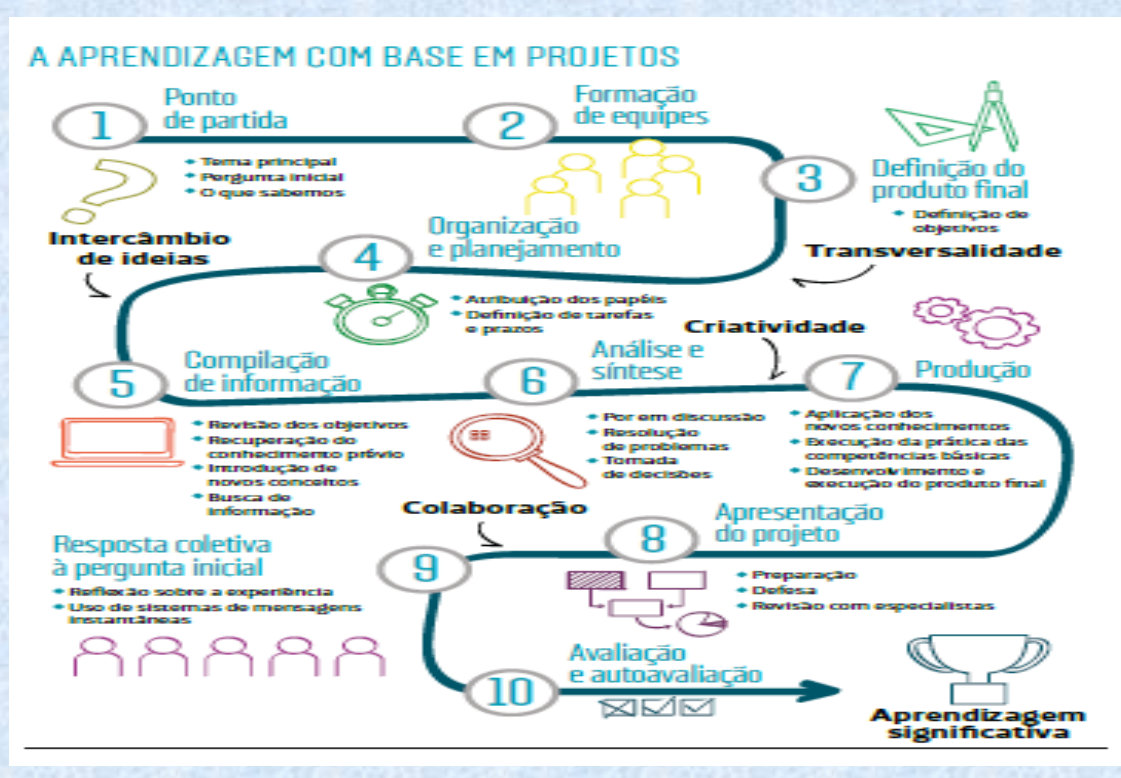 A APRENDIZAGEM COM BASE EM PROJETOS
1
Ponto
de partida
• Tema principal
• Pergunta inicial
• O que sabemos
2
Formação
de equipes
3
Definição do
produto final
• Definição de
objetivos
Transversalidade
4
Organização
e planejamento
• Atribuição dos papéis
• Definição de tarefas
e prazos
Intercâmbio
de ideias
5
Compilação
de informação
• Revisão dos objetivos
• Recuperação do
conhecimento prévio
• Introdução de
novos conceitos
• Busca de
informação
6
Análise e
síntese
• Por em discussão
• Resolução
de problemas
• Tomada
de decisões
Criatividade
7
Produção
• Aplicação dos
novos conhecimentos
• Execução da prática das
competências básicas
• Desenvolvimento e
execução do produto final
8
Apresentação
do projeto
• Preparação
• Defesa
• Revisão com especialistas
Colaboração
9
Resposta coletiva
à pergunta inicial
• Reflexão sobre a experiência
• Uso de sistemas de mensagens
instantâneas
10
Avaliação
e autoavaliação
Aprendizagem
significativa